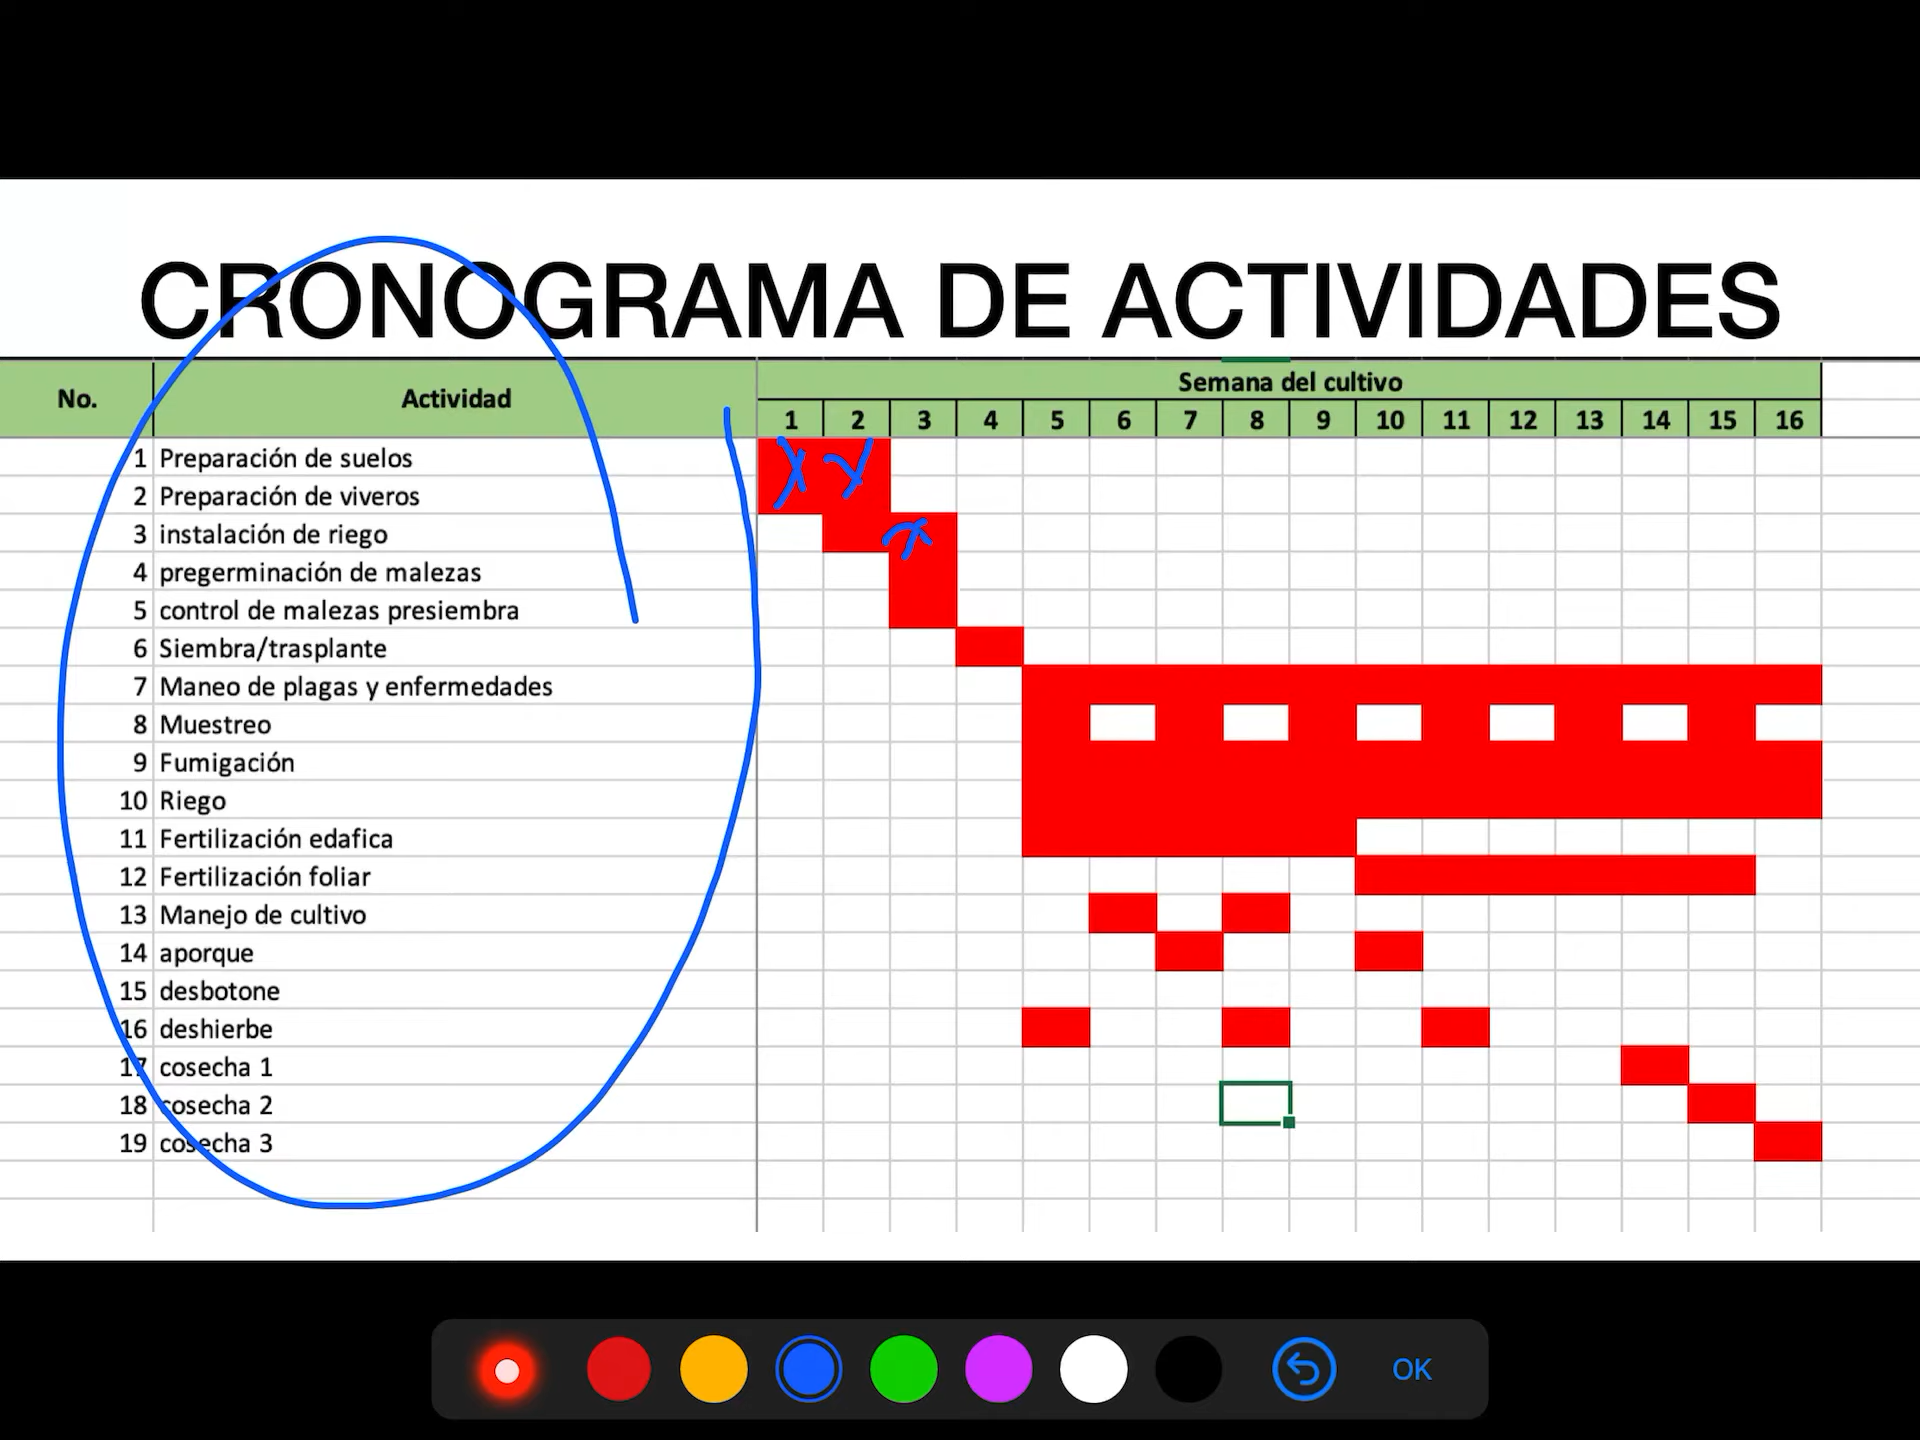 CRONOGRAMA DE ACTIVIDADES
No. Actividad Semana del cultivo
1 2 3 4 5 6 7 8 9 10 11 12 13 14 15 16
1 Preparación de suelos
2 Preparación de viveros
3 instalación de riego
4 pregerminación de malezas
5 control de malezas presiembra
6 Siembra/trasplante
7 Maneo de plagas y enfermedades
8 Muestreo
9 Fumigación
10 Riego
11 Fertilización edafica
12 Fertilización foliar
13 Manejo de cultivo
14 aporque
15 desbotone
16 deshierbe
17 cosecha 1
18 cosecha 2
19 cosecha 3
OK